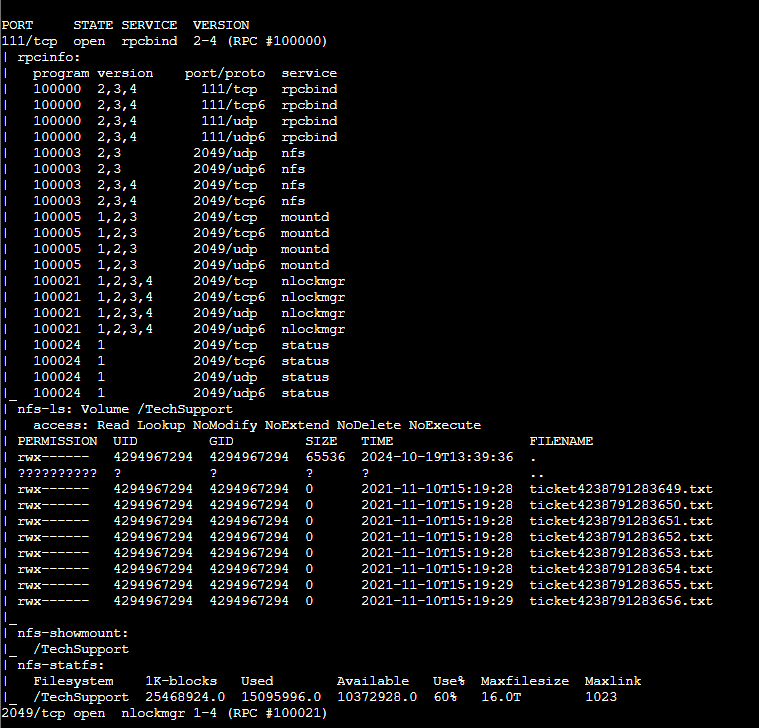 PORT     STATE SERVICE  VERSION
111/tcp  open  rpcbind  2-4 (RPC #100000)
| rpcinfo:
|   program version    port/proto  service
|   100000  2,3,4        111/tcp   rpcbind
|   100000  2,3,4        111/tcp6  rpcbind
|   100000  2,3,4        111/udp   rpcbind
|   100000  2,3,4        111/udp6  rpcbind
|   100003  2,3         2049/udp   nfs
|   100003  2,3         2049/udp6  nfs
|   100003  2,3,4       2049/tcp   nfs
|   100003  2,3,4       2049/tcp6  nfs
|   100005  1,2,3       2049/tcp   mountd
|   100005  1,2,3       2049/tcp6  mountd
|   100005  1,2,3       2049/udp   mountd
|   100005  1,2,3       2049/udp6  mountd
|   100021  1,2,3,4     2049/tcp   nlockmgr
|   100021  1,2,3,4     2049/tcp6  nlockmgr
|   100021  1,2,3,4     2049/udp   nlockmgr
|   100021  1,2,3,4     2049/udp6  nlockmgr
|   100024  1           2049/tcp   status
|   100024  1           2049/tcp6  status
|   100024  1           2049/udp   status
|_  100024  1           2049/udp6  status
| nfs-ls: Volume /TechSupport
|   access: Read Lookup NoModify NoExtend NoDelete NoExecute
| PERMISSION  UID         GID         SIZE   TIME                 FILENAME
| rwx------   4294967294  4294967294  65536  2024-10-19T13:39:36  .
| ??????????  ?           ?           ?      ?                    ..
| rwx------   4294967294  4294967294  0      2021-11-10T15:19:28  ticket4238791283649.txt
| rwx------   4294967294  4294967294  0      2021-11-10T15:19:28  ticket4238791283650.txt
| rwx------   4294967294  4294967294  0      2021-11-10T15:19:28  ticket4238791283651.txt
| rwx------   4294967294  4294967294  0      2021-11-10T15:19:28  ticket4238791283652.txt
| rwx------   4294967294  4294967294  0      2021-11-10T15:19:28  ticket4238791283653.txt
| rwx------   4294967294  4294967294  0      2021-11-10T15:19:28  ticket4238791283654.txt
| rwx------   4294967294  4294967294  0      2021-11-10T15:19:29  ticket4238791283655.txt
| rwx------   4294967294  4294967294  0      2021-11-10T15:19:29  ticket4238791283656.txt
|_
| nfs-showmount:
|_  /TechSupport
| nfs-statfs:
|   Filesystem    1K-blocks   Used        Available   Use%  Maxfilesize  Maxlink
|_  /TechSupport  25468924.0  15095996.0  10372928.0  60%   16.0T        1023
2049/tcp open  nlockmgr 1-4 (RPC #100021)